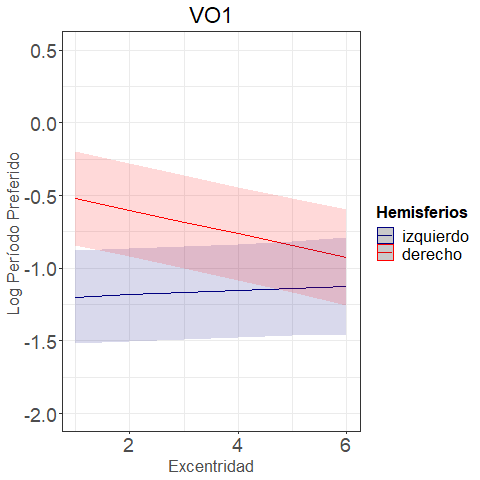 VO1
0.5
0.0
-0.5
-1.0
-1.5
-2.0
Log Período Preferido
2 4 6
Excentridad
Hemisferios
izquierdo
derecho